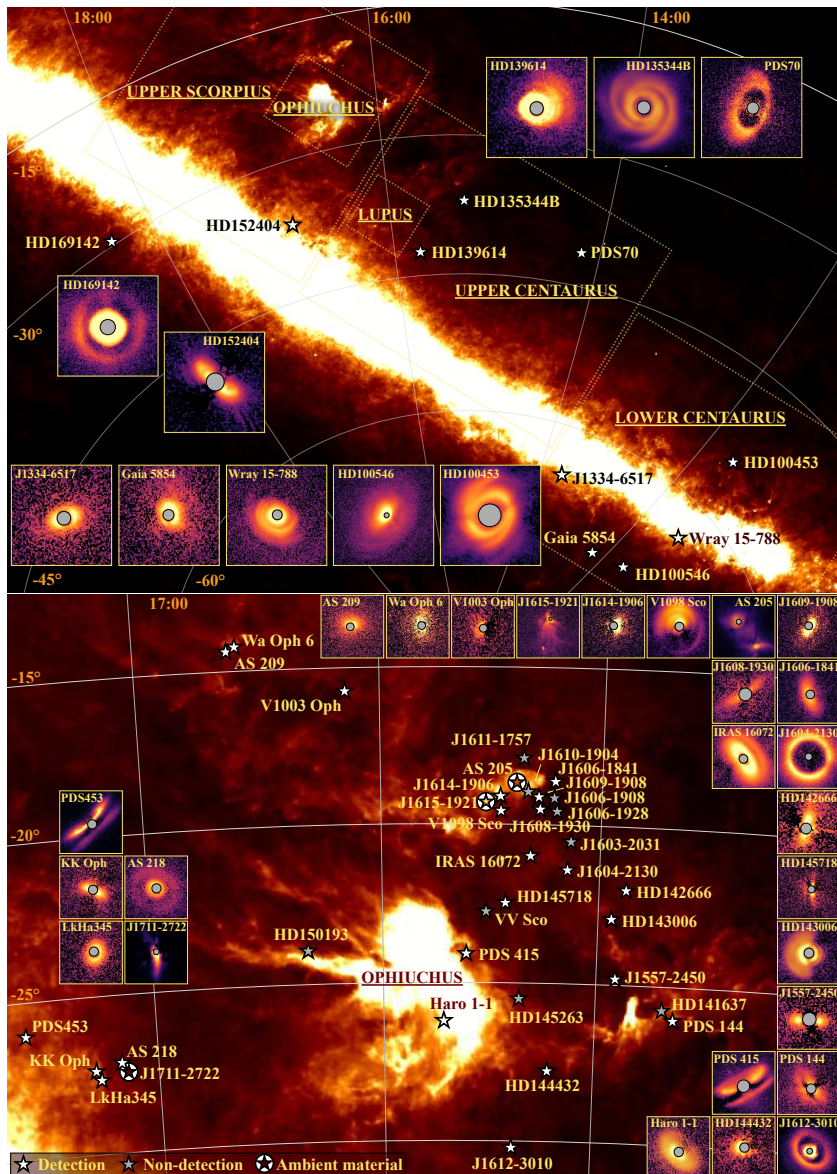 18:00
16:00
14:00
UPPER SCORPIUS
OPHIUCHUS
HD139614
HD135344B
PDS70
-15°
HD152404
LUPUS
HD135344B
HD169142
HD139614
PDS70
HD169142
UPPER CENTAURUS
-30°
HD152404
LOWER CENTAURUS
HD100453
J1334-6517
Gaia 5854
Wray 15-788
HD100546
HD100453
J1334-6517
Gaia 5854
Wray 15-788
HD100546
-45°
-60°
17:00
AS 209
Wa Oph 6
V1003 Oph
J1615-1921
J1614-1906
V1098 Sco
AS 205
J1609-1908
Wa Oph 6
AS 209
-15°
V1003 Oph
J1608-1930
J1606-1841
J1611-1757
J1610-1904
IRAS 16072
J1604-2130
AS 205
J1606-1841
J1614-1906
J1609-1908
PDS453
J1615-1921
J1606-1908
HD142666
V1098 Sco
J1606-1928
-20°
J1608-1930
J1603-2031
KK Oph
AS 218
IRAS 16072
J1604-2130
HD145718
HD145718
HD142666
VV Sco
HD143006
HD143006
LkHa345
J1711-2722
HD150193
PDS 415
-25°
OPHIUCHUS
J1557-2450
J1557-2450
Haro 1-1
HD145263
HD141637
PDS 144
PDS453
AS 218
KK Oph
J1711-2722
LkHa345
HD144432
PDS 415
PDS 144
Haro 1-1
HD144432
J1612-3010
Detection
Non-detection
Ambient material
J1612-3010